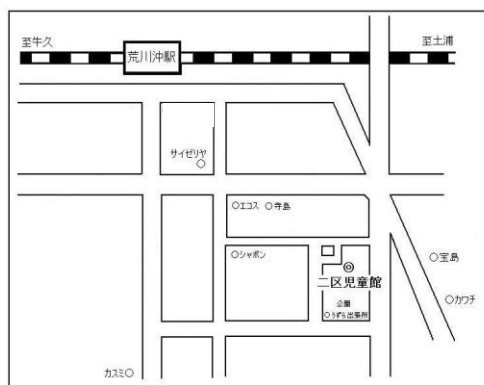 至牛久
至土浦
荒川沖駅
サイゼリヤ
エコス
寺島
シャボン
宝島
二区児童館
公園
うずら出張所
カワチ
カスミ